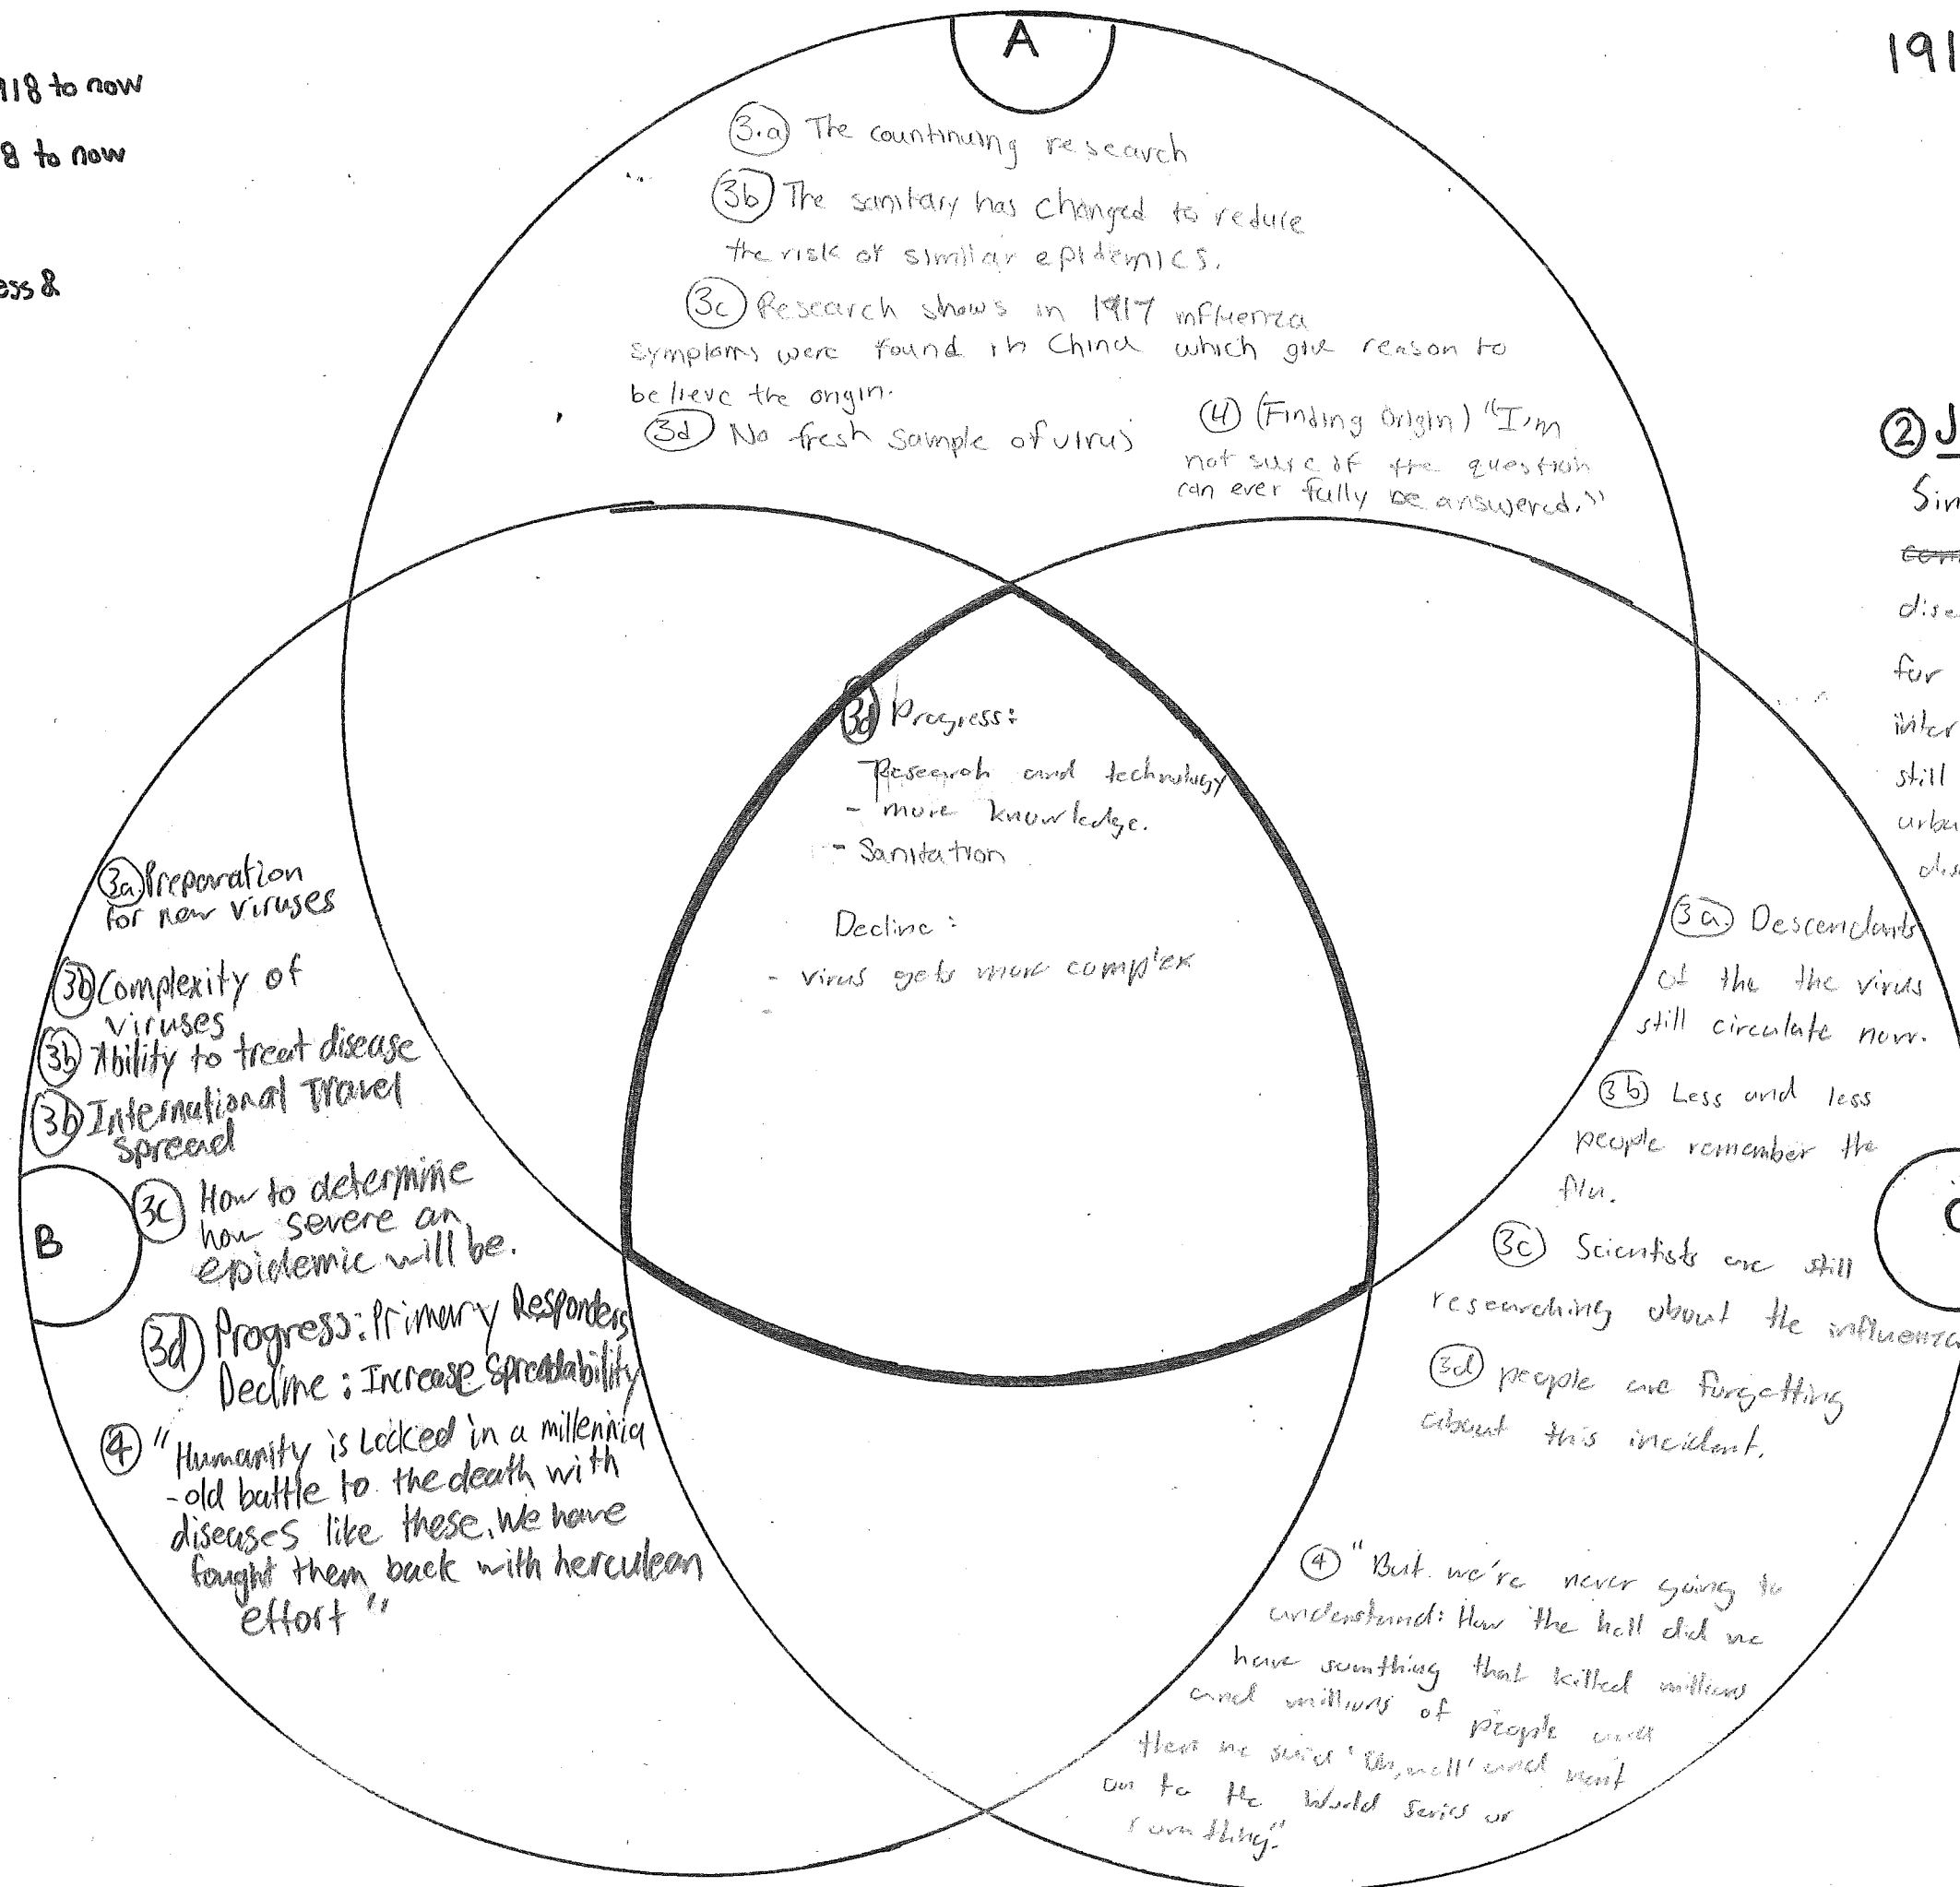 118 to now
8 to now
ess &
A
3.a The countinuing research
3b The sanitary has changed to reduce
the risk of similar epidemics.
3c Research shows in 1917 influenza
symptoms were found in China which give reason to
believe the origin.
3d No fresh sample of virus
4 (Finding Origin) "I'm
not sure if the question
can ever fully be answered."
3d Progress:
Research and technology
- more knowledge.
- Sanitation
Decline:
- virus gets more complex
-
3a. Preparation
for new viruses
3b Complexity of
viruses
3b Ability to treat disease
3b International Travel
spread
B
3c How to determine
how severe an
epidemic will be.
3d Progress: Primary Responders
Decline: Increase spreadability
4 "Humanity is Locked in a millennia
-old battle to the death with
diseases like these. We have
fought them back with herculean
effort"
191
2 J
Sin
dise
for
inter
still
urba
dis
3a. Descendants
of the the virus
still circulate now.
3b Less and less
people remember the
flu.
C
3c Scientists are still
researching about the influenza
3d people are forgetting
about this incident.
4 "But we're never going to
understand: How the hell did we
have sumthing that killed millions
and millions of people and
then we said 'Oh, well' and went
on to the World Series or
something."